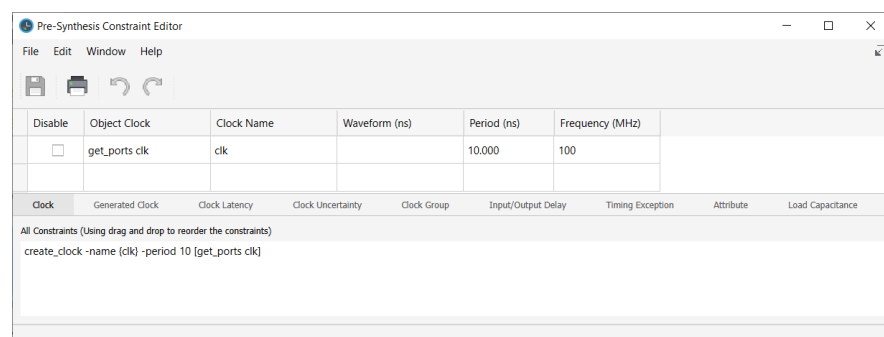 Pre-Synthesis Constraint Editor
File Edit Window Help
Disable Object Clock Clock Name Waveform (ns) Period (ns) Frequency (MHz)
get_ports clk clk 10.000 100
Clock Generated Clock Clock Latency Clock Uncertainty Clock Group Input/Output Delay Timing Exception Attribute Load Capacitance
All Constraints (Using drag and drop to reorder the constraints)
create_clock -name {clk} -period 10 [get_ports clk]